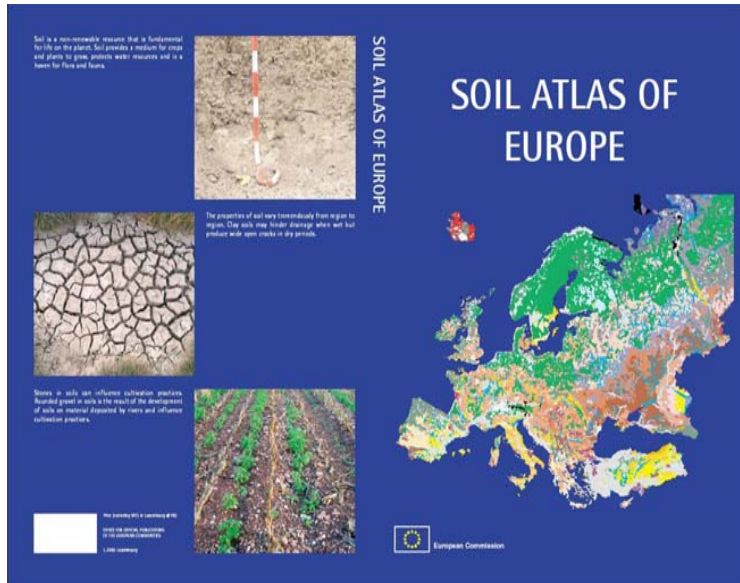 Soil is a non-renewable resource that is fundamental
for life on the planet. Soil provides a medium for crops
and plants to grow, protects water resources and is a
haven for flora and fauna.
The properties of soil vary tremendously from region to
region. Clay soils may hinder drainage when wet but
produce wide open cracks in dry periods.
Stones in soils can influence cultivation practices.
Rounded gravel in soils is the result of the development
of soils on material deposited by rivers and influence
cultivation practices.
Price (excluding VAT) in Luxembourg
OFFICE FOR OFFICIAL PUBLICATIONS
OF THE EUROPEAN COMMUNITIES
Luxembourg
SOIL ATLAS OF EUROPE
SOIL ATLAS OF
EUROPE
European Commission